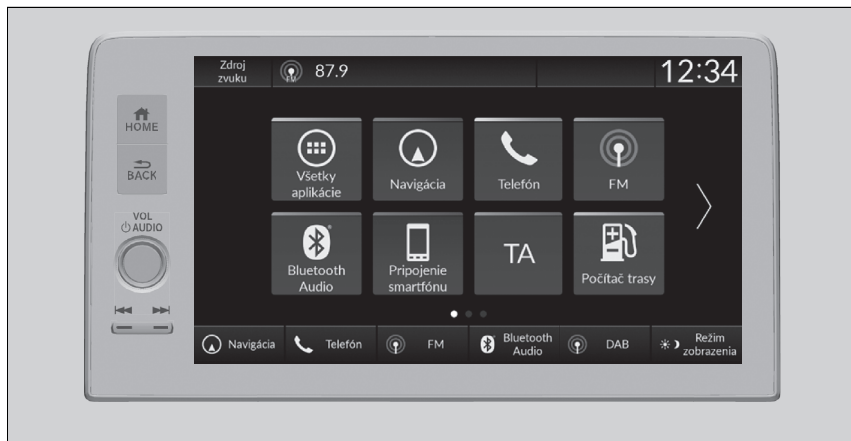 Zdroj
zvuku
FM
87.9
12:34
HOME
BACK
VOL
AUDIO
Všetky
aplikácie
Navigácia
Telefón
FM
Bluetooth
Audio
Pripojenie
smartfónu
TA
Počítač trasy
Navigácia
Telefón
FM
Bluetooth
Audio
DAB
Režim
zobrazenia